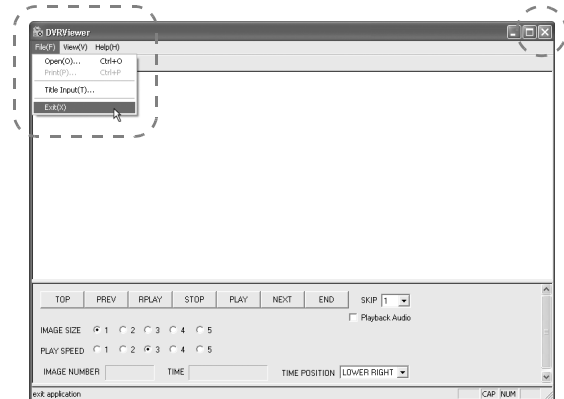 DVRViewer
File(F) View(V) Help(H)
Open(O)... Ctrl+O
Print(P)... Ctrl+P
Title Input(T)...
Exit(X)
TOP PREV RPLAY STOP PLAY NEXT END SKIP 1
Playback Audio
IMAGE SIZE 1 2 3 4 5
PLAY SPEED 1 2 3 4 5
IMAGE NUMBER TIME TIME POSITION LOWER RIGHT
exit application CAP NUM